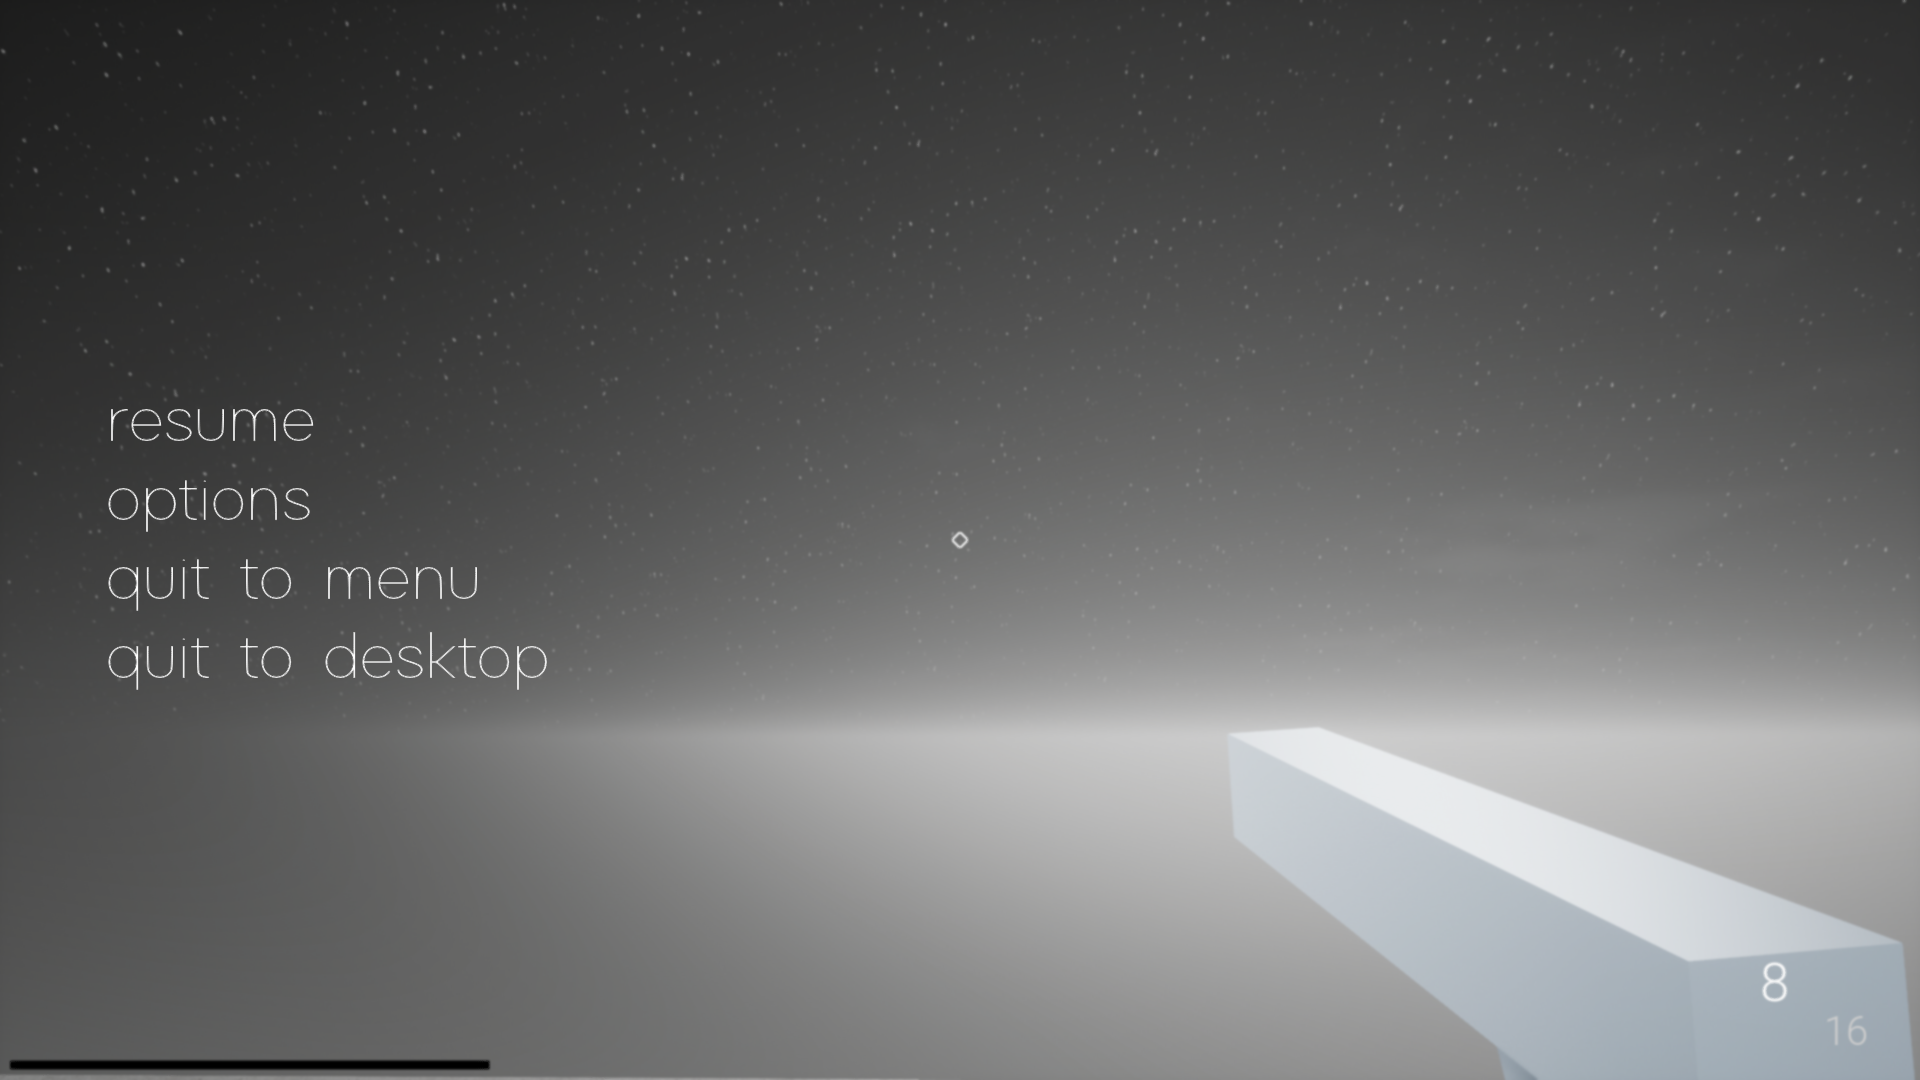 resume
options
quit to menu
quit to desktop
8
16